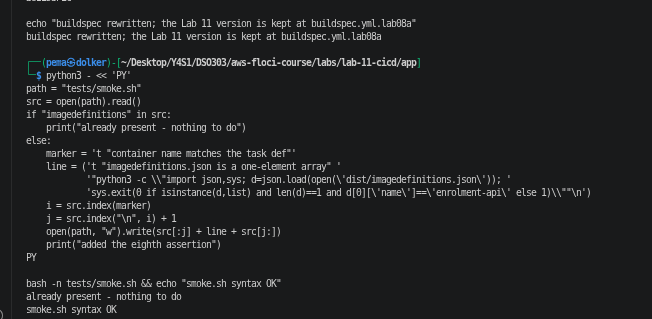 echo "buildspec rewritten; the Lab 11 version is kept at buildspec.yml.lab08a"
buildspec rewritten; the Lab 11 version is kept at buildspec.yml.lab08a
┌──(pema㉿dolker)-[~/Desktop/Y4S1/DSO303/aws-floci-course/labs/lab-11-cicd/app]
└─$ python3 - << 'PY'
path = "tests/smoke.sh"
src = open(path).read()
if "imagedefinitions" in src:
    print("already present - nothing to do")
else:
    marker = 't "container name matches the task def"'
    line = ('t "imagedefinitions.json is a one-element array" '
            '"python3 -c \\"import json,sys; d=json.load(open(\'dist/imagedefinitions.json\')); '
            'sys.exit(0 if isinstance(d,list) and len(d)==1 and d[0][\'name\']==\'enrolment-api\' else 1)\\""\n')
    i = src.index(marker)
    j = src.index("\n", i) + 1
    open(path, "w").write(src[:j] + line + src[j:])
    print("added the eighth assertion")
PY
bash -n tests/smoke.sh && echo "smoke.sh syntax OK"
already present - nothing to do
smoke.sh syntax OK